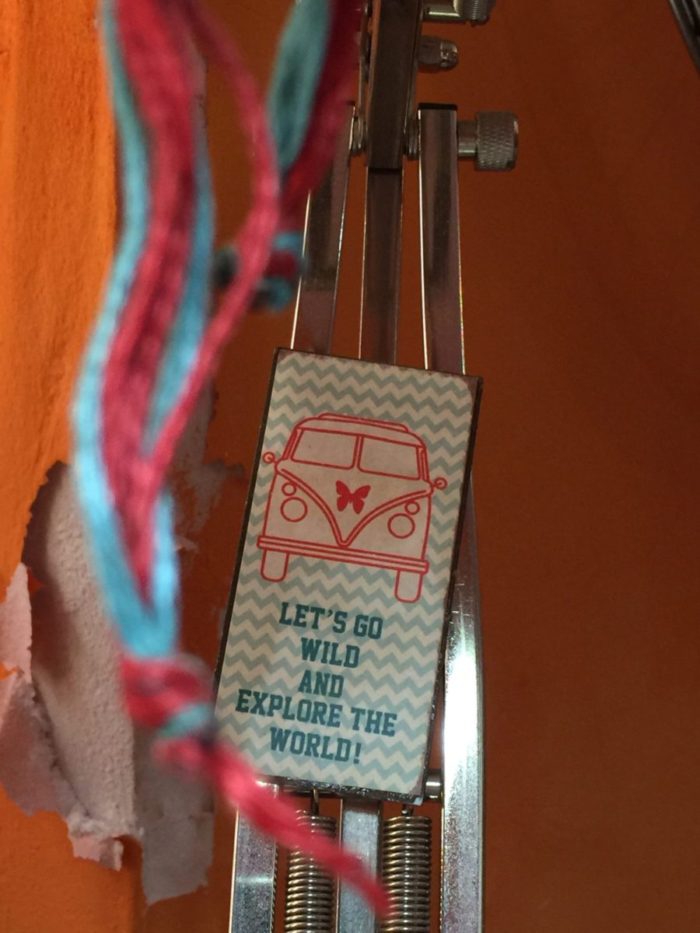 LET'S GO
WILD
AND
EXPLORE THE
WORLD!